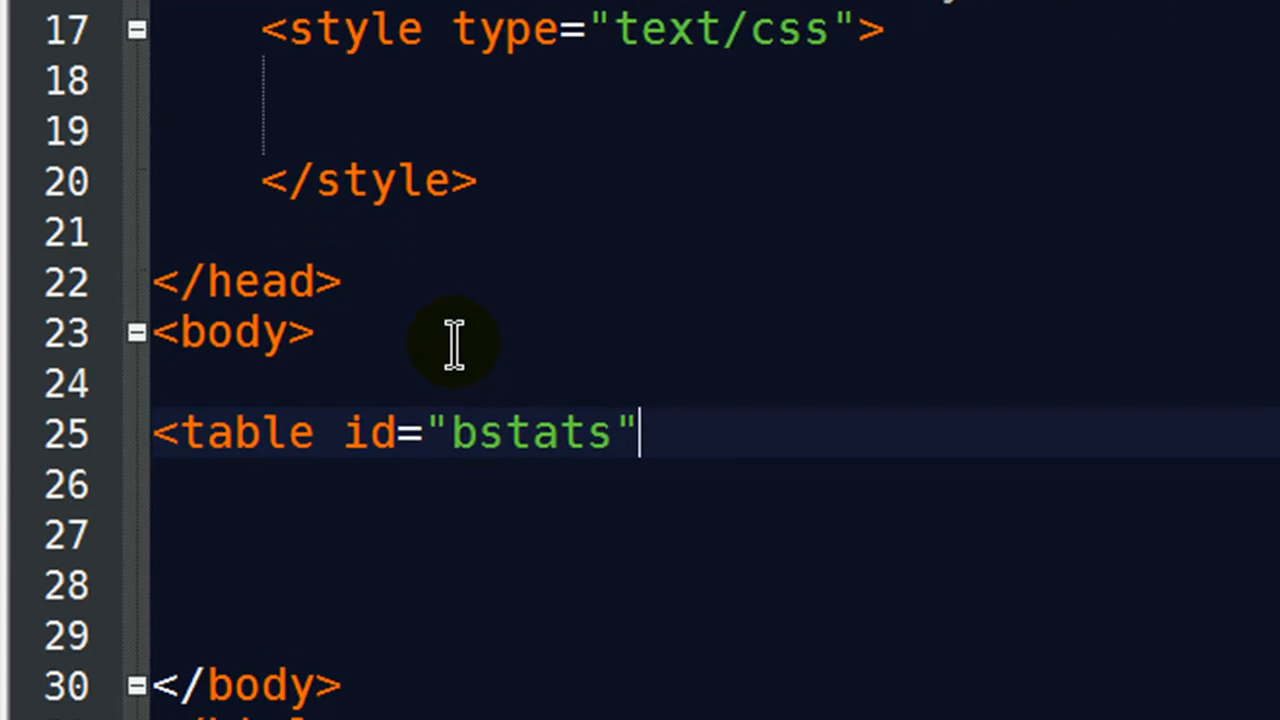 17 <style type="text/css">
18
19
20 </style>
21
22 </head>
23 <body>
24
25 <table id="bstats"
26
27
28
29
30 </body>